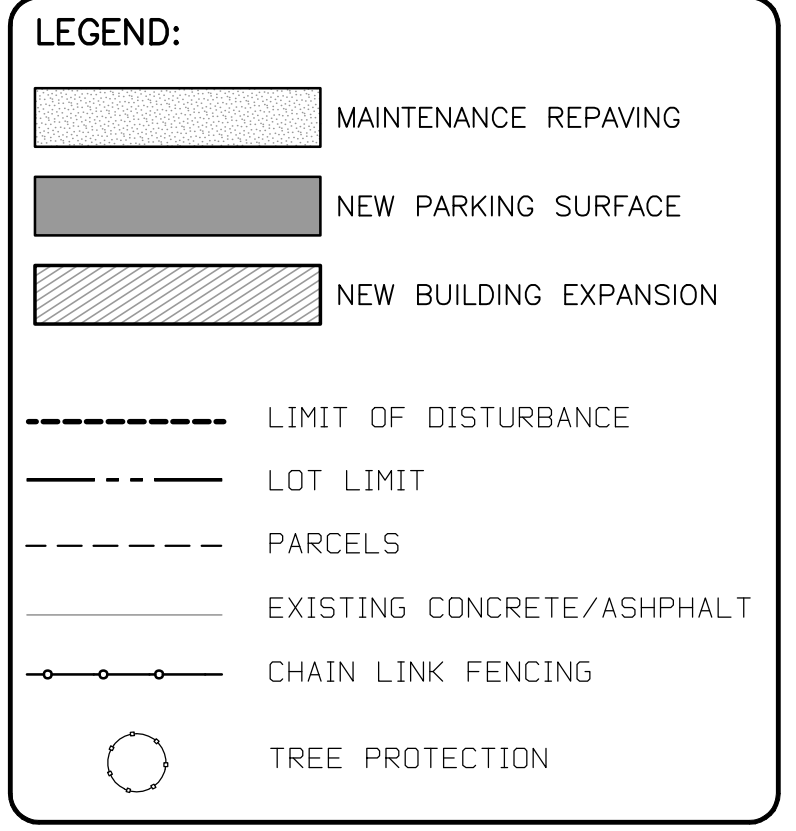 LEGEND:
MAINTENANCE REPAVING
NEW PARKING SURFACE
NEW BUILDING EXPANSION
LIMIT OF DISTURBANCE
LOT LIMIT
PARCELS
EXISTING CONCRETE/ASHPHALT
CHAIN LINK FENCING
TREE PROTECTION